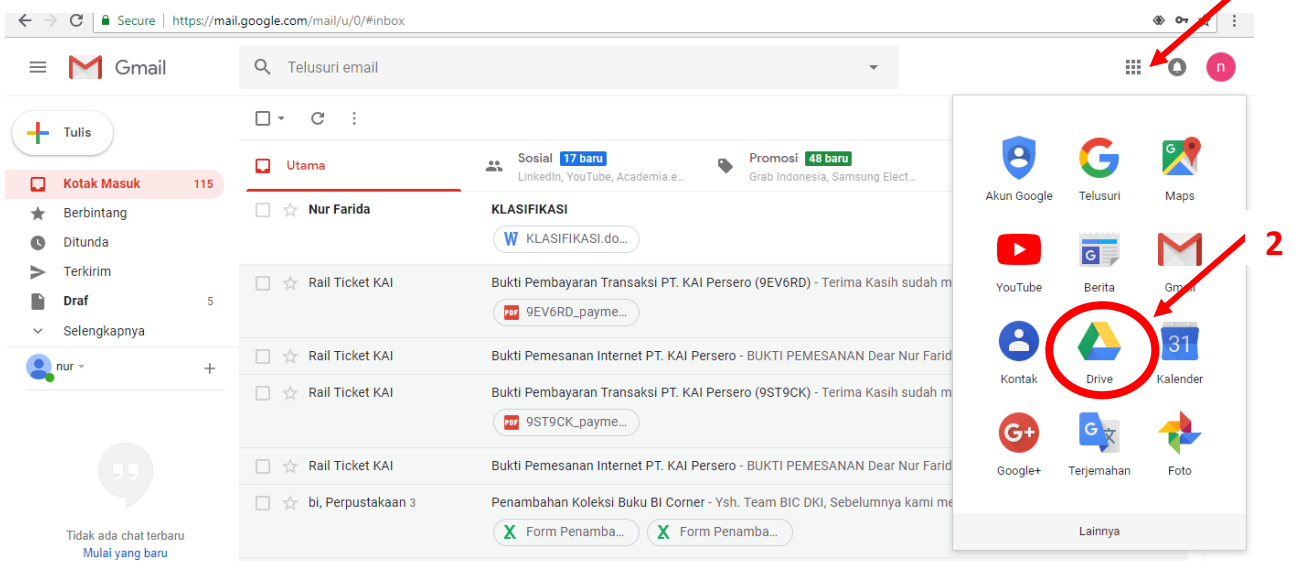 Secure | https://mail.google.com/mail/u/0/#inbox
Gmail
Telusuri email
n
Tulis
Kotak Masuk 115
Berbintang
Ditunda
Terkirim
Draf 5
Selengkapnya
nur
Tidak ada chat terbaru
Mulai yang baru
Utama
Sosial 17 baru
LinkedIn, YouTube, Academia.e...
Promosi 48 baru
Grab Indonesia, Samsung Elect...
Nur Farida KLASIFIKASI
W KLASIFIKASI.do...
Rail Ticket KAI Bukti Pembayaran Transaksi PT. KAI Persero (9EV6RD) - Terima Kasih sudah m
PDF 9EV6RD_payme...
Rail Ticket KAI Bukti Pemesanan Internet PT. KAI Persero - BUKTI PEMESANAN Dear Nur Farid
Rail Ticket KAI Bukti Pembayaran Transaksi PT. KAI Persero (9ST9CK) - Terima Kasih sudah m
PDF 9ST9CK_payme...
Rail Ticket KAI Bukti Pemesanan Internet PT. KAI Persero - BUKTI PEMESANAN Dear Nur Farid
bi, Perpustakaan 3 Penambahan Koleksi Buku BI Corner - Ysh. Team BIC DKI, Sebelumnya kami me
X Form Penamba... X Form Penamba...
G G
Akun Google Telusuri Maps
G
YouTube Berita Gmail
31
Kontak Drive Kalender
G+ G
Google+ Terjemahan Foto
Lainnya
2